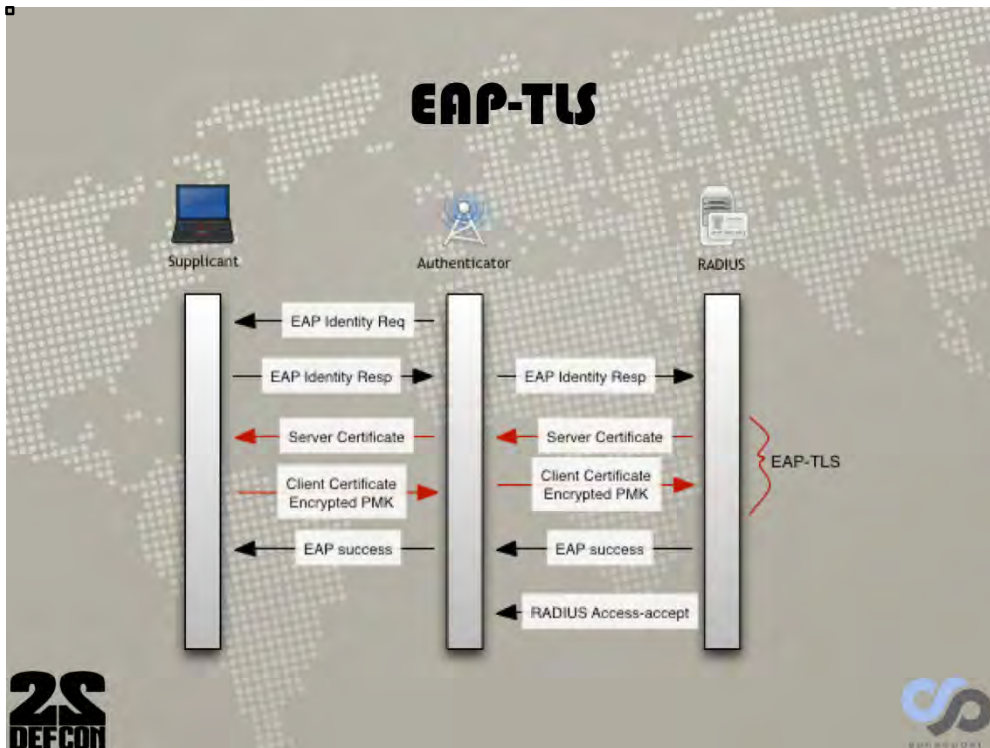 EAP-TLS
Supplicant
Authenticator
RADIUS
EAP Identity Req
EAP Identity Resp
EAP Identity Resp
Server Certificate
Server Certificate
EAP-TLS
Client Certificate
Encrypted PMK
Client Certificate
Encrypted PMK
EAP success
EAP success
RADIUS Access-accept
DEFCON